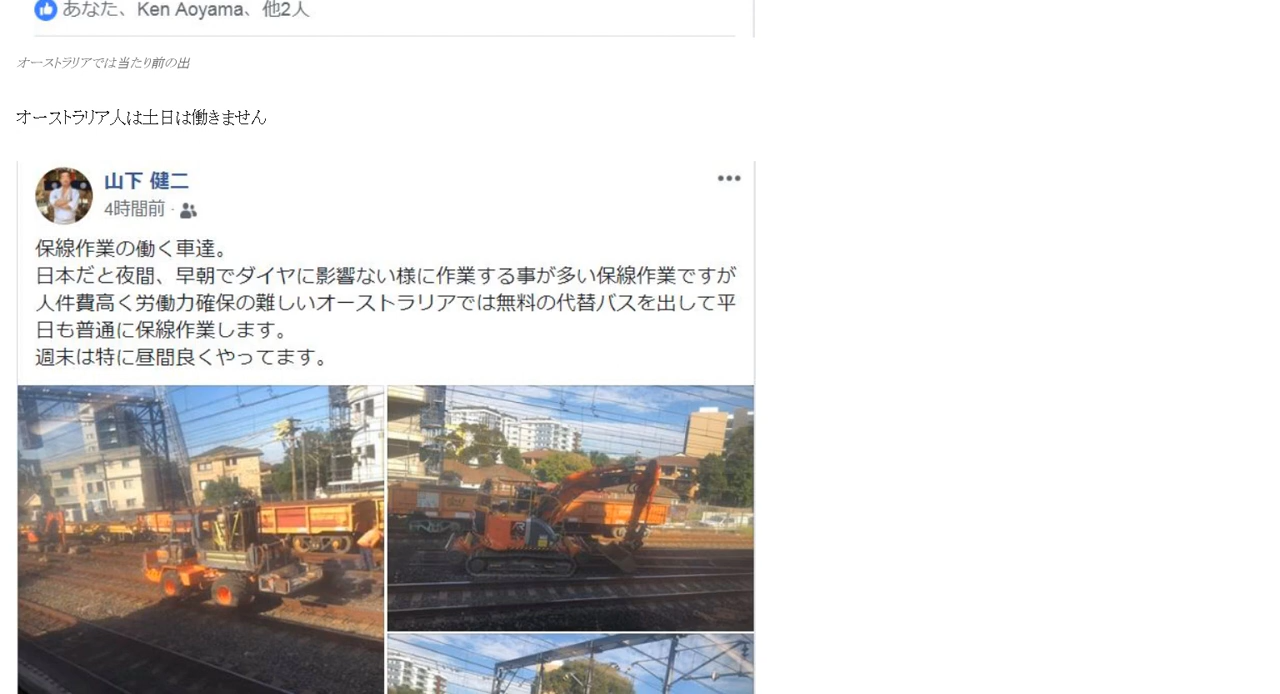 あなた、Ken Aoyama、他2人
オーストラリアでは当たり前の出
オーストラリア人は土日は働きません
山下 健二
4時間前 ·
保線作業の働く車達。
日本だと夜間、早朝でダイヤに影響ない様に作業する事が多い保線作業ですが
人件費高く労働力確保の難しいオーストラリアでは無料の代替バスを出して平
日も普通に保線作業します。
週末は特に昼間良くやってます。